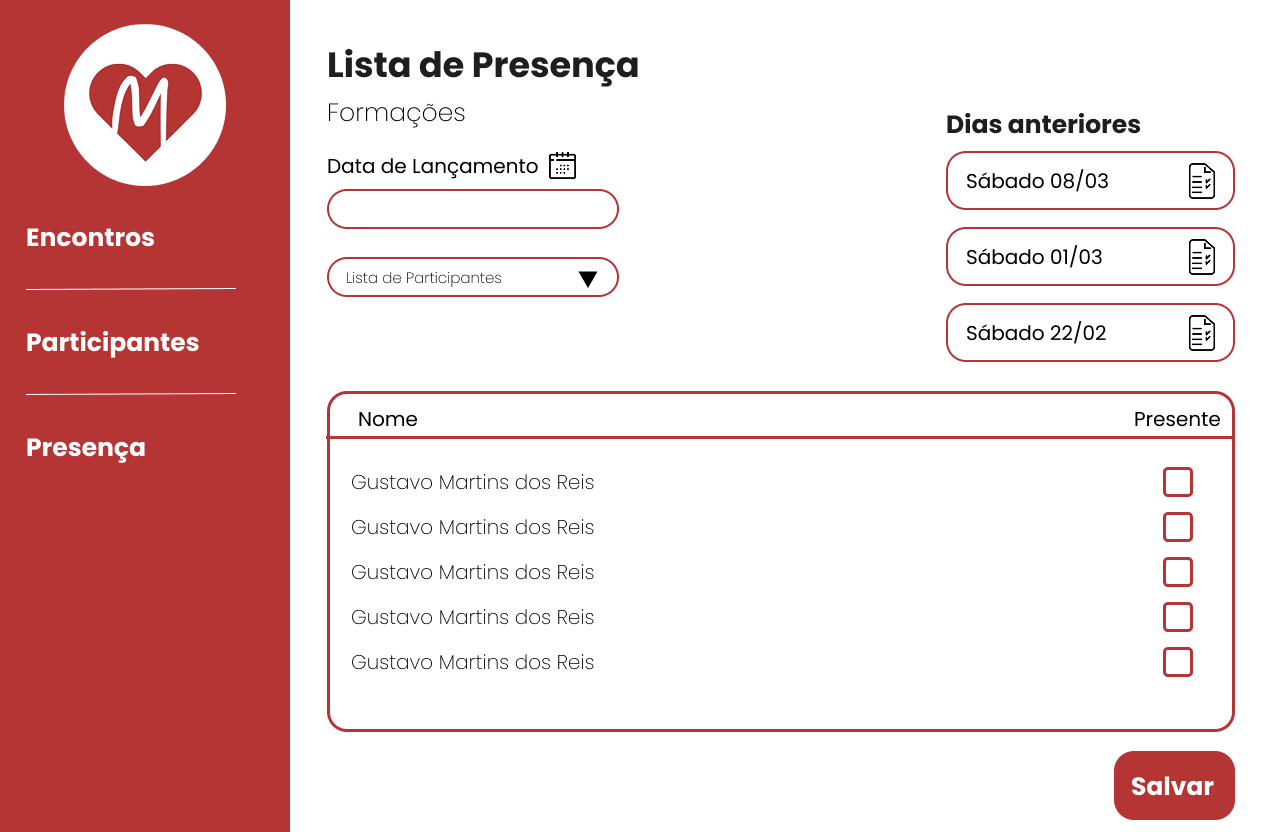 M
Encontros
Participantes
Presença
Lista de Presença
Formações
Data de Lançamento
Lista de Participantes
Dias anteriores
Sábado 08/03
Sábado 01/03
Sábado 22/02
Nome Presente
Gustavo Martins dos Reis
Gustavo Martins dos Reis
Gustavo Martins dos Reis
Gustavo Martins dos Reis
Gustavo Martins dos Reis
Salvar